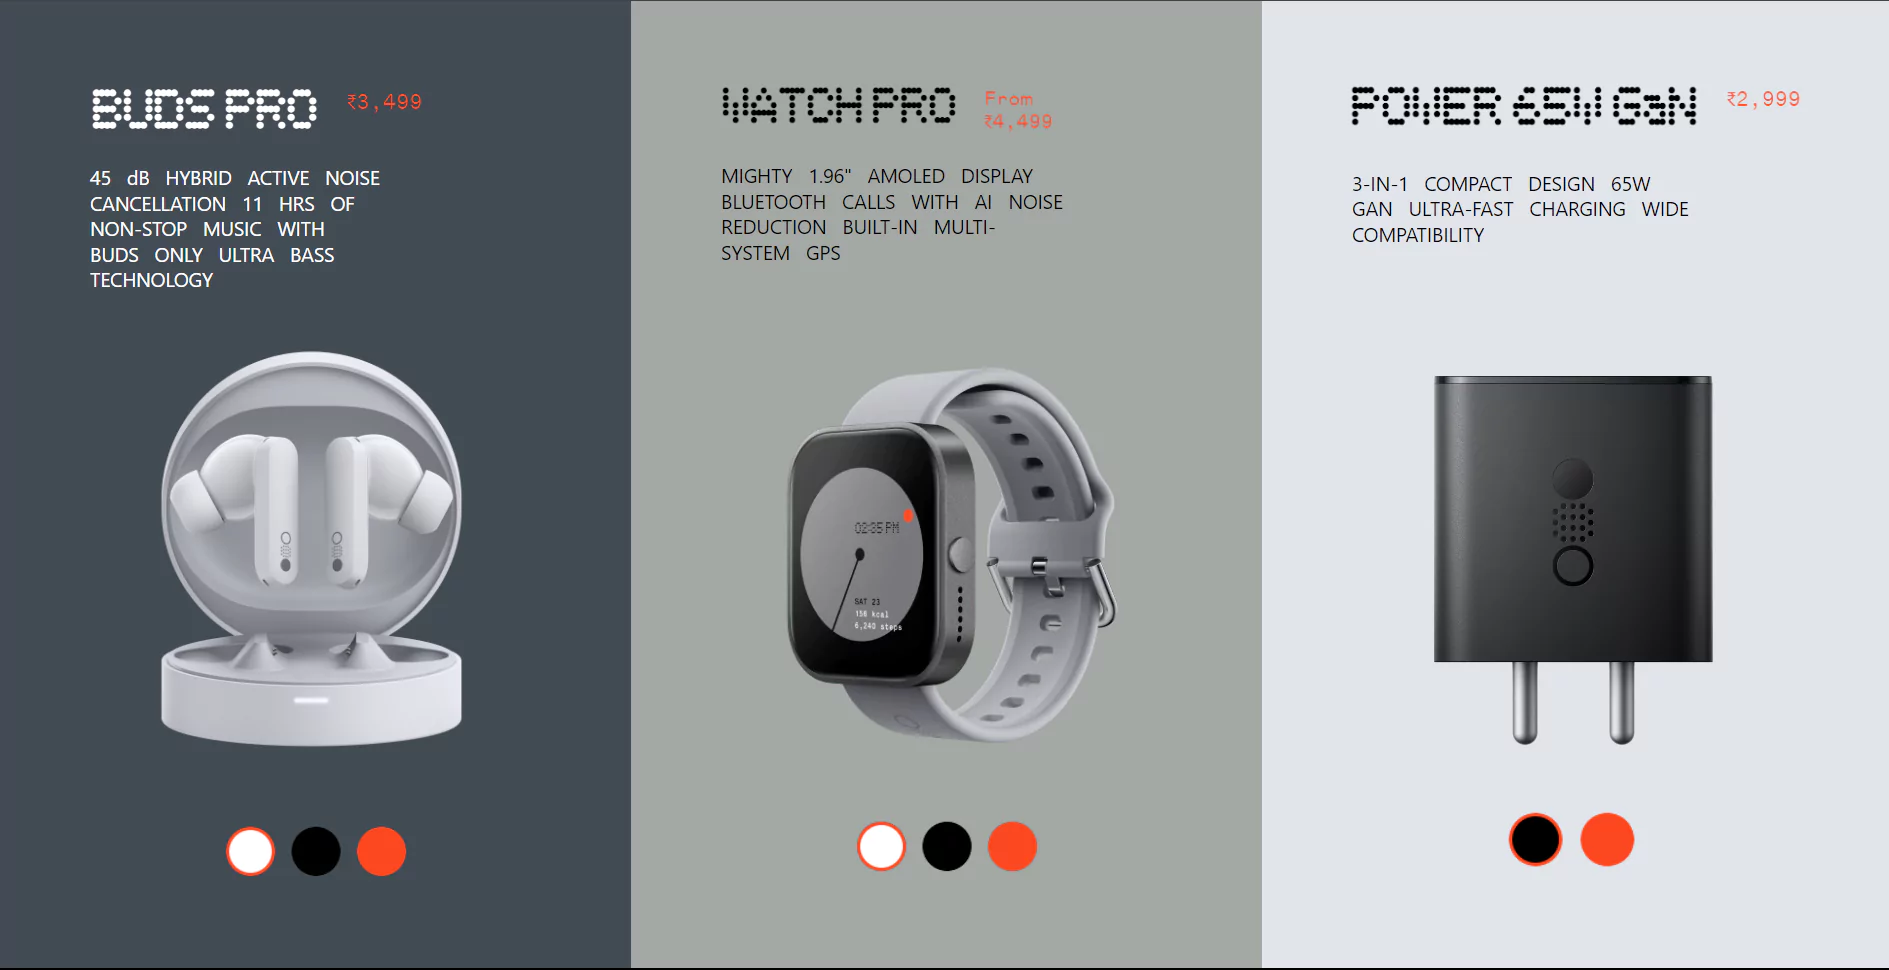 BUDS PRO ₹3,499
45 dB HYBRID ACTIVE NOISE
CANCELLATION 11 HRS OF
NON-STOP MUSIC WITH
BUDS ONLY ULTRA BASS
TECHNOLOGY
WATCH PRO From
₹4,499
MIGHTY 1.96" AMOLED DISPLAY
BLUETOOTH CALLS WITH AI NOISE
REDUCTION BUILT-IN MULTI-
SYSTEM GPS
02:35 PM
SAT 23
156 kcal
6,240 steps
POWER 65W GaN ₹2,999
3-IN-1 COMPACT DESIGN 65W
GAN ULTRA-FAST CHARGING WIDE
COMPATIBILITY